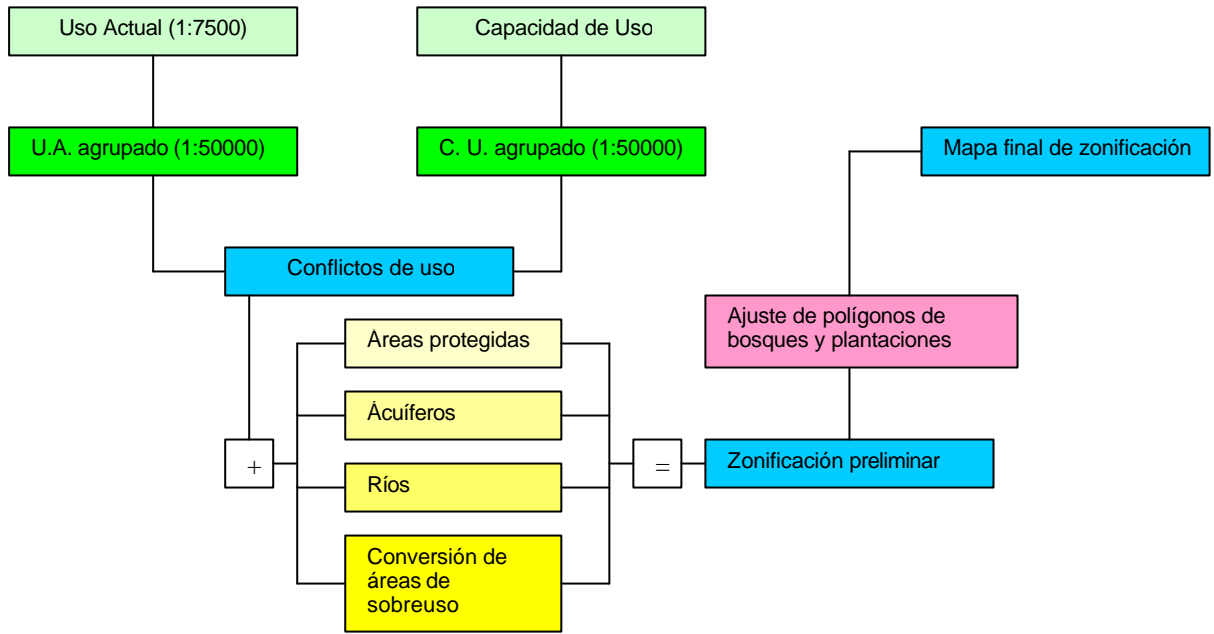 Uso Actual (1:7500)
Capacidad de Uso
U.A. agrupado (1:50000)
C. U. agrupado (1:50000)
Mapa final de zonificación
Conflictos de uso
Ajuste de polígonos de
bosques y plantaciones
Áreas protegidas
Ácuíferos
+
=
Zonificación preliminar
Ríos
Conversión de
áreas de
sobreuso